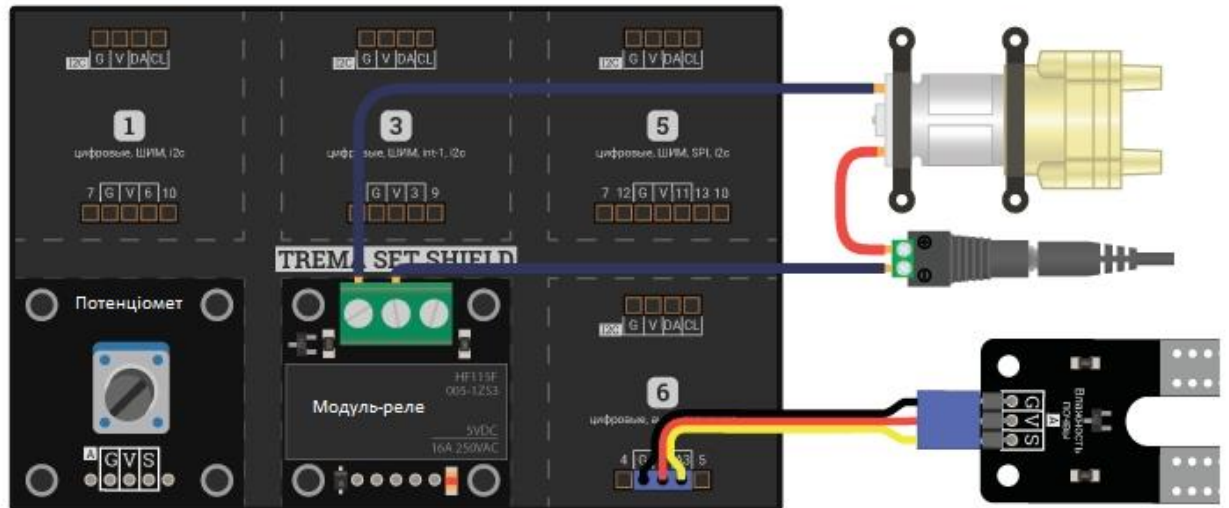 I2C G V DA CL
I2C G V DA CL
I2C G V DA CL
1
3
5
цифровые, ШИМ, i2c
цифровые, ШИМ, int-1, i2c
цифровые, ШИМ, SPI, i2c
7 G V 6 10
G V 3 9
7 12 G V 11 13 10
TREMA SET SHIELD
Потенціомет
I2C G V DA CL
HF115F
005-1ZS3
Модуль-реле
5VDC
16A 250VAC
6
цифровые,
A G V S
4 G A3 5
G V S
A
Влажность
почвы